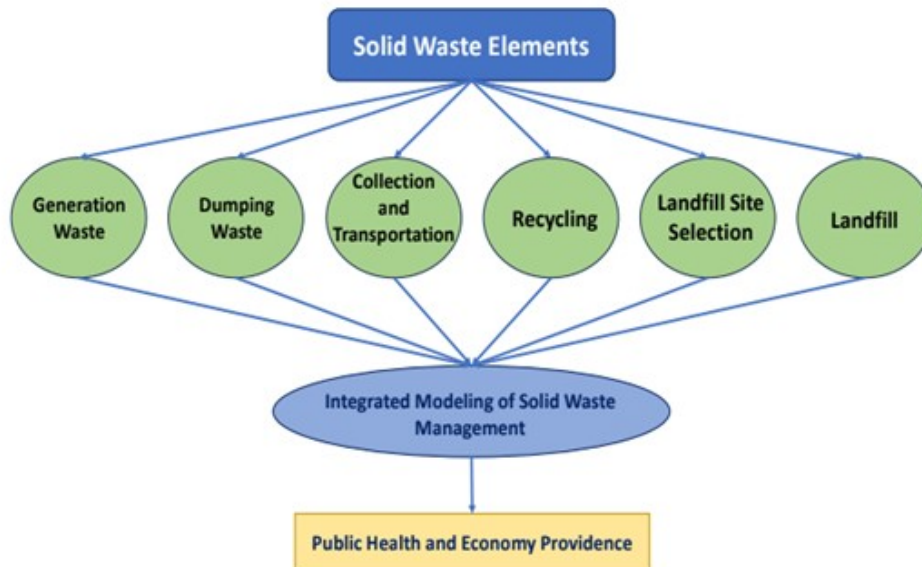 Solid Waste Elements
Generation
Waste
Dumping
Waste
Collection
and
Transportation
Recycling
Landfill Site
Selection
Landfill
Integrated Modeling of Solid Waste
Management
Public Health and Economy Providence